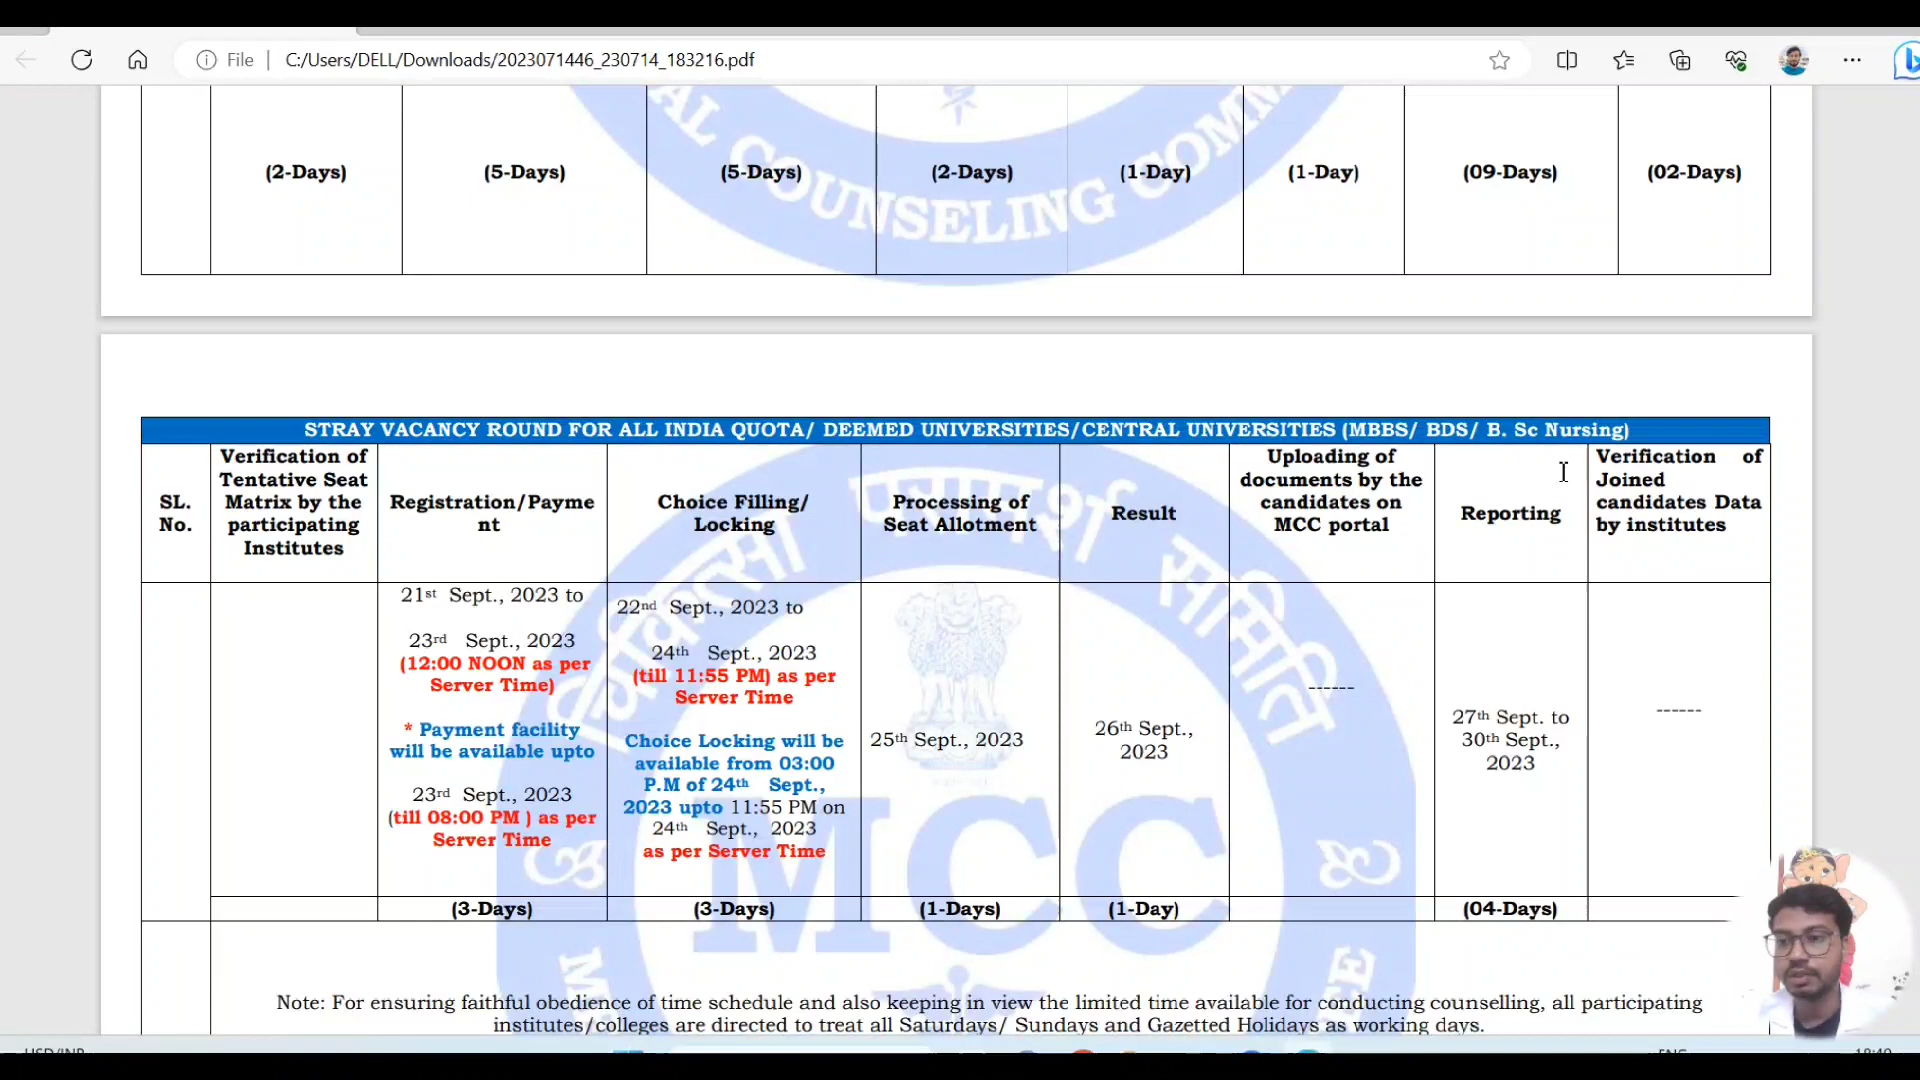 File
C:/Users/DELL/Downloads/2023071446_230714_183216.pdf
COUNSELING
(2-Days) (5-Days) (5-Days) (2-Days) (1-Day) (1-Day) (09-Days) (02-Days)
STRAY VACANCY ROUND FOR ALL INDIA QUOTA/ DEEMED UNIVERSITIES/CENTRAL UNIVERSITIES (MBBS/ BDS/ B. Sc Nursing)
SL.
No.
Verification of
Tentative Seat
Matrix by the
participating
Institutes
Registration/Payme
nt
Choice Filling/
Locking
Processing of
Seat Allotment
Result
Uploading of
documents by the
candidates on
MCC portal
Reporting
Verification of
Joined
candidates Data
by institutes
21st Sept., 2023 to
23rd Sept., 2023
(12:00 NOON as per
Server Time)
* Payment facility
will be available upto
23rd Sept., 2023
(till 08:00 PM ) as per
Server Time
22nd Sept., 2023 to
24th Sept., 2023
(till 11:55 PM) as per
Server Time
Choice Locking will be
available from 03:00
P.M of 24th Sept.,
2023 upto 11:55 PM on
24th Sept., 2023
as per Server Time
25th Sept., 2023
26th Sept.,
2023
------
27th Sept. to
30th Sept.,
2023
------
(3-Days) (3-Days) (1-Days) (1-Day) (04-Days)
चिकित्सा परामर्श समिति
MCC
Note: For ensuring faithful obedience of time schedule and also keeping in view the limited time available for conducting counselling, all participating
institutes/colleges are directed to treat all Saturdays/ Sundays and Gazetted Holidays as working days.